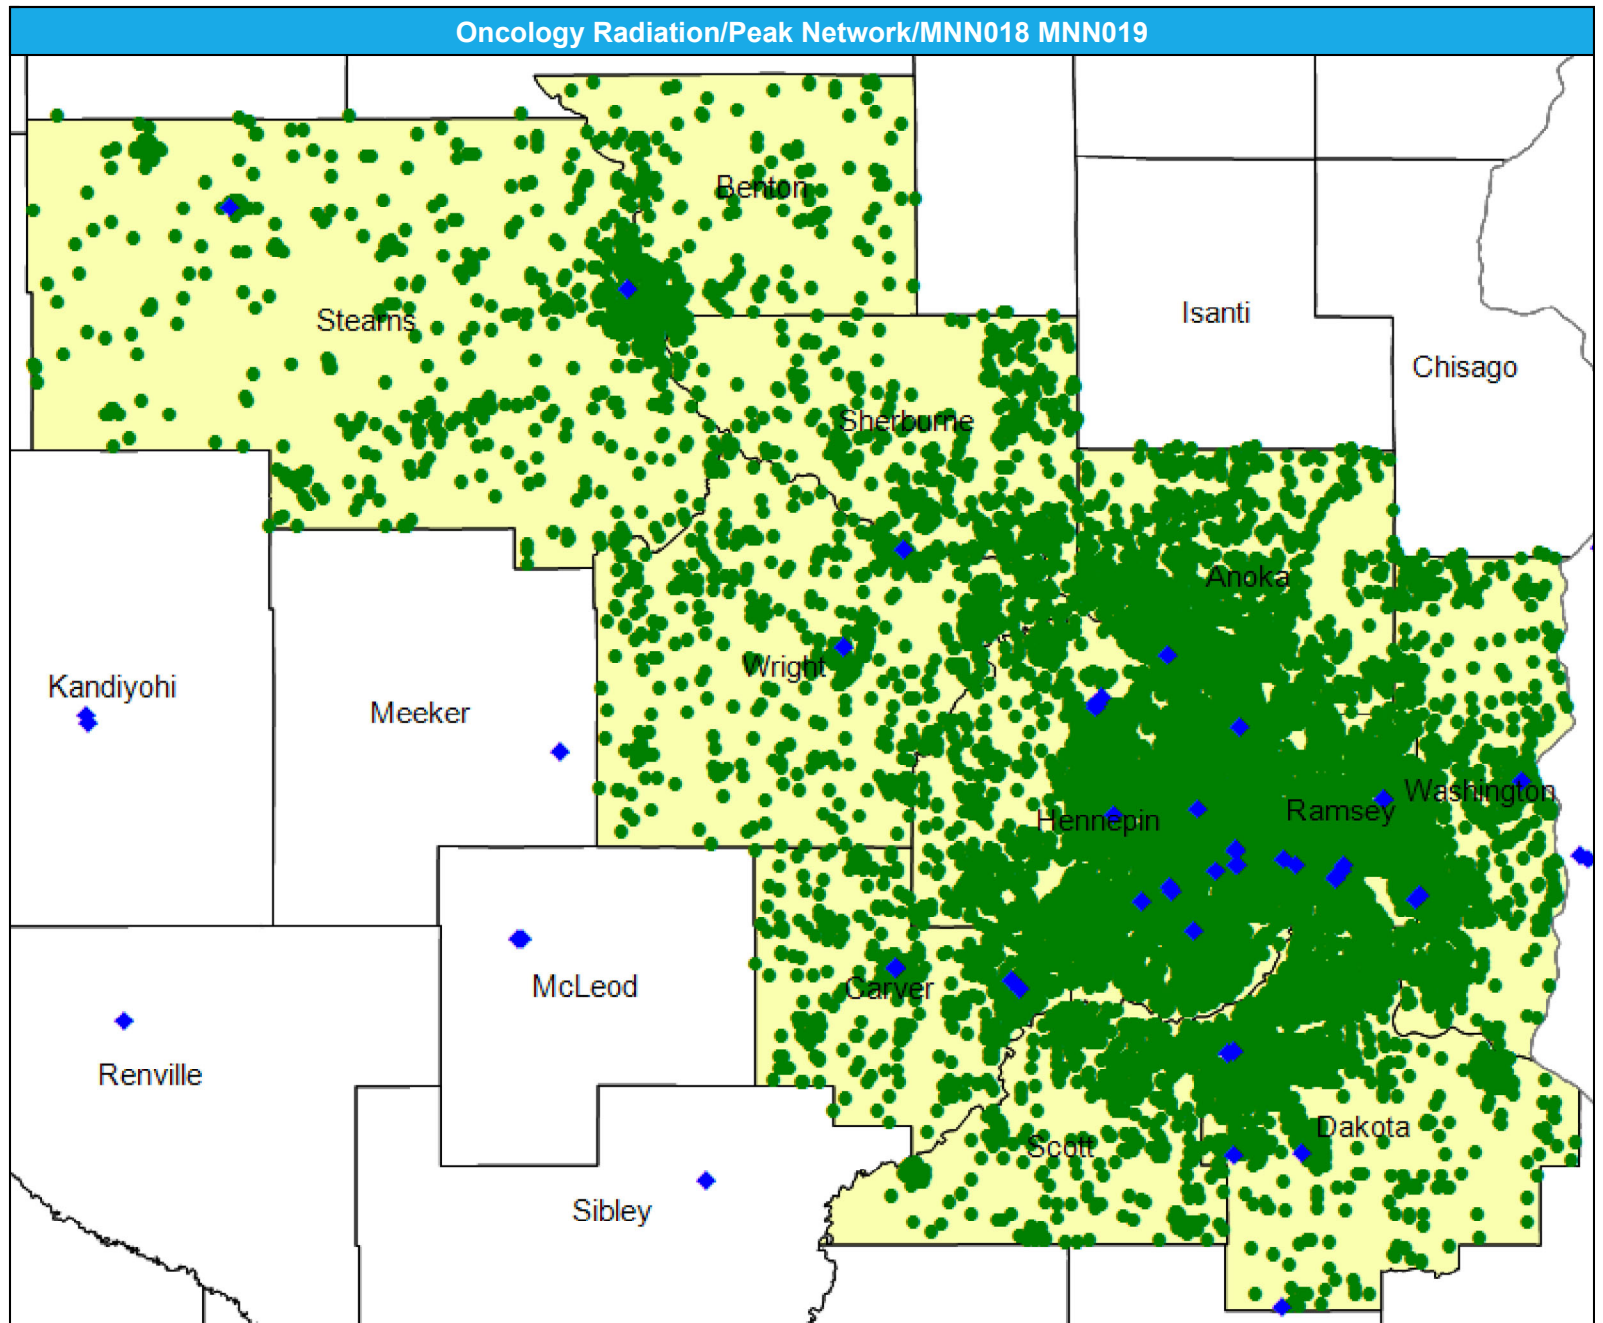 Oncology Radiation/Peak Network/MNN018 MNN019
Benton
Stearns
Isanti
Chisago
Sherburne
Anoka
Wright
Kandiyohi
Meeker
Washington
Ramsey
Hennepin
McLeod
Carver
Renville
Dakota
Scott
Sibley